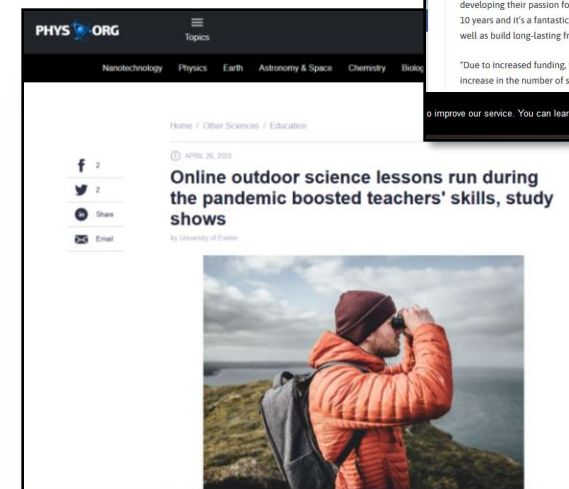 developing their passion fo
10 years and it's a fantastic
well as build long-lasting fr
"Due to increased funding,
increase in the number of s
o improve our service. You can lear
PHYS ORG
Topics
Nanotechnology Physics Earth Astronomy & Space Chemistry Biolog
Home / Other Sciences / Education
APRIL 26, 2022
Online outdoor science lessons run during
the pandemic boosted teachers' skills, study
shows
by University of Exeter
f 2
2
in Share
Email